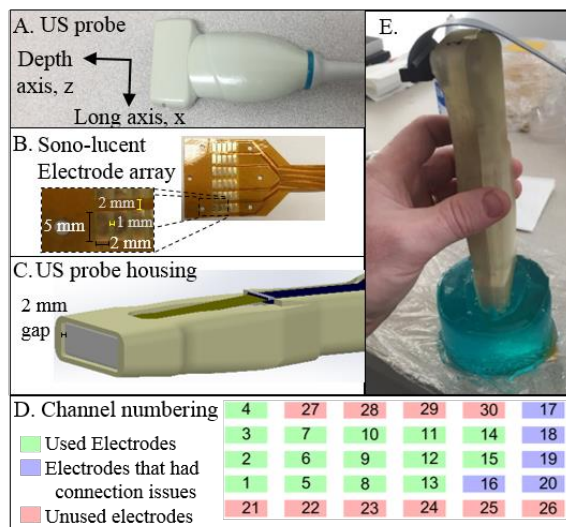 A. US probe
Depth
axis, z
Long axis, x
B. Sono-lucent
Electrode array
2 mm
5 mm
1 mm
2 mm
C. US probe housing
2 mm
gap
D. Channel numbering
Used Electrodes
Electrodes that had
connection issues
Unused electrodes
4 27 28 29 30 17
3 7 10 11 14 18
2 6 9 12 15 19
1 5 8 13 16 20
21 22 23 24 25 26
E.